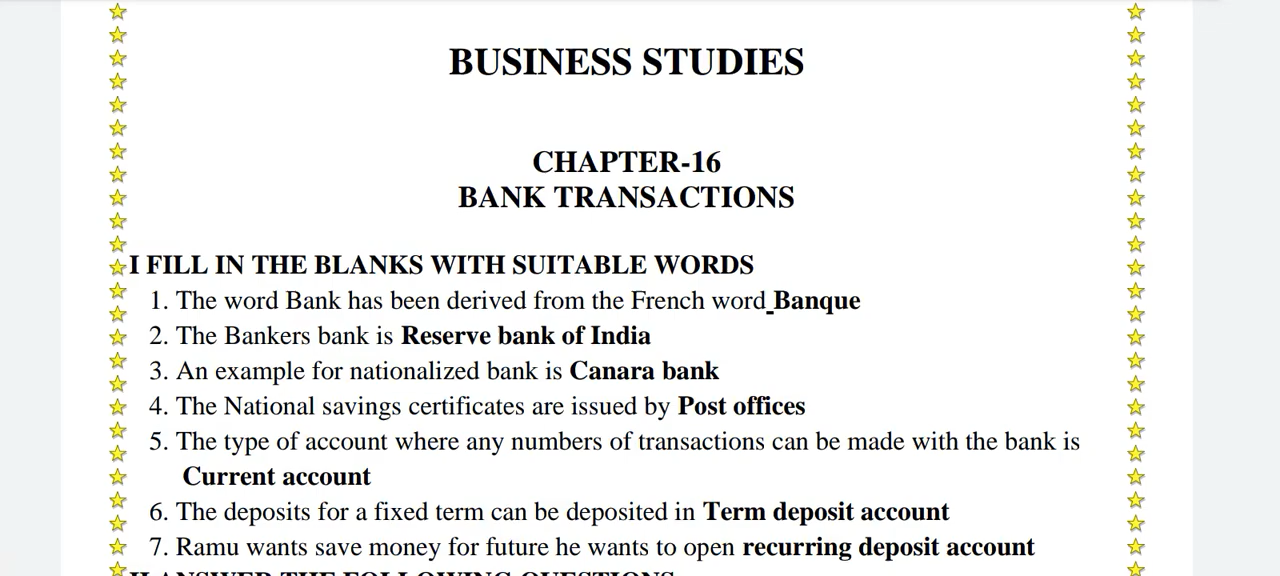 BUSINESS STUDIES
CHAPTER-16
BANK TRANSACTIONS
I FILL IN THE BLANKS WITH SUITABLE WORDS
1. The word Bank has been derived from the French word Banque
2. The Bankers bank is Reserve bank of India
3. An example for nationalized bank is Canara bank
4. The National savings certificates are issued by Post offices
5. The type of account where any numbers of transactions can be made with the bank is
Current account
6. The deposits for a fixed term can be deposited in Term deposit account
7. Ramu wants save money for future he wants to open recurring deposit account
II ANSWER THE FOLLOWING QUESTIONS